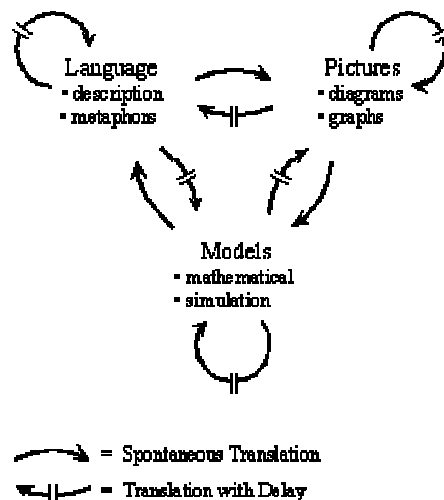 Language
• description
• metaphors
Pictures
• diagrams
• graphs
Models
• mathematical
• simulation
= Spontaneous Translation
= Translation with Delay